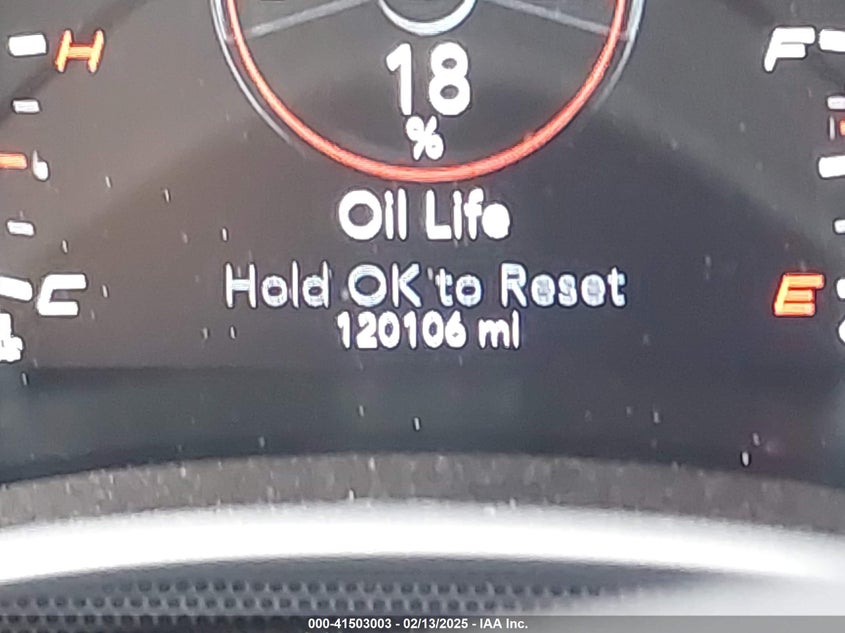 H
F
18
%
Oil Life
Hold OK to Reset
C
E
120106 mi
000-41503003 - 02/13/2025 - IAA Inc.